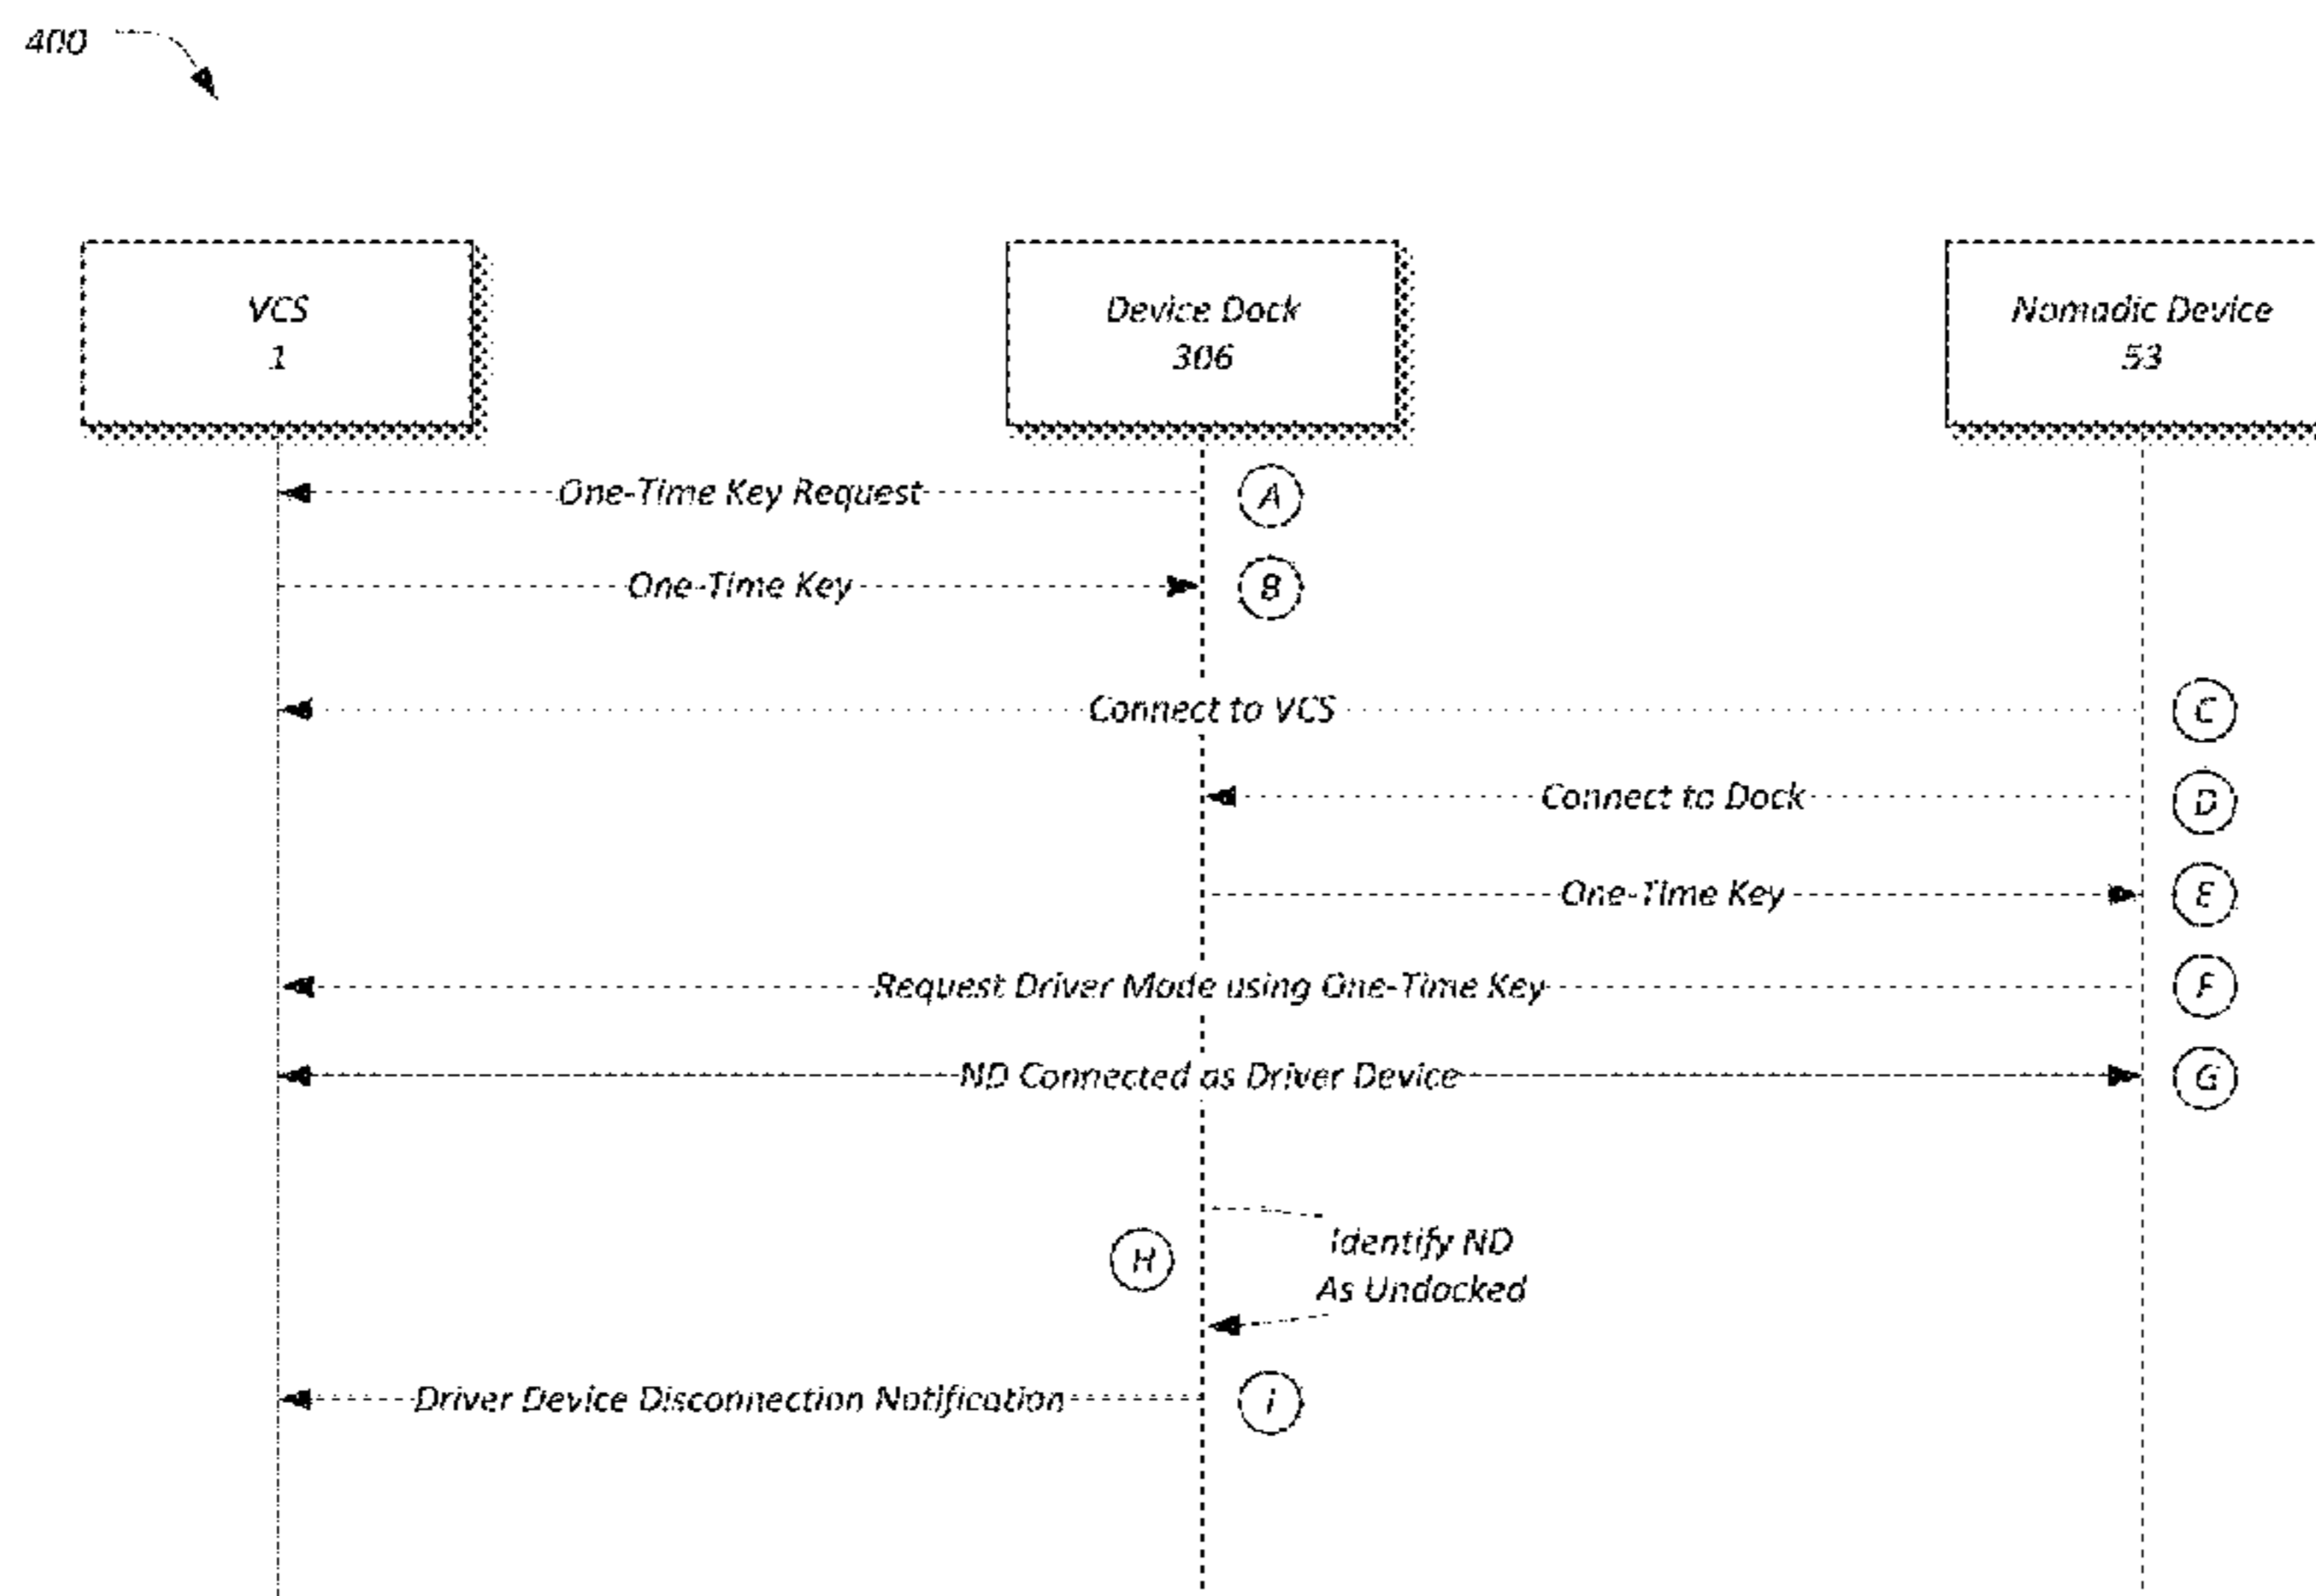 400
VCS
1
Device Dock
306
Nomadic Device
53
One-Time Key Request
A
One-Time Key
B
Connect to VCS
C
Connect to Dock
D
One-Time Key
E
Request Driver Mode using One-Time Key
F
ND Connected as Driver Device
G
H
Identify ND
As Undocked
Driver Device Disconnection Notification
i